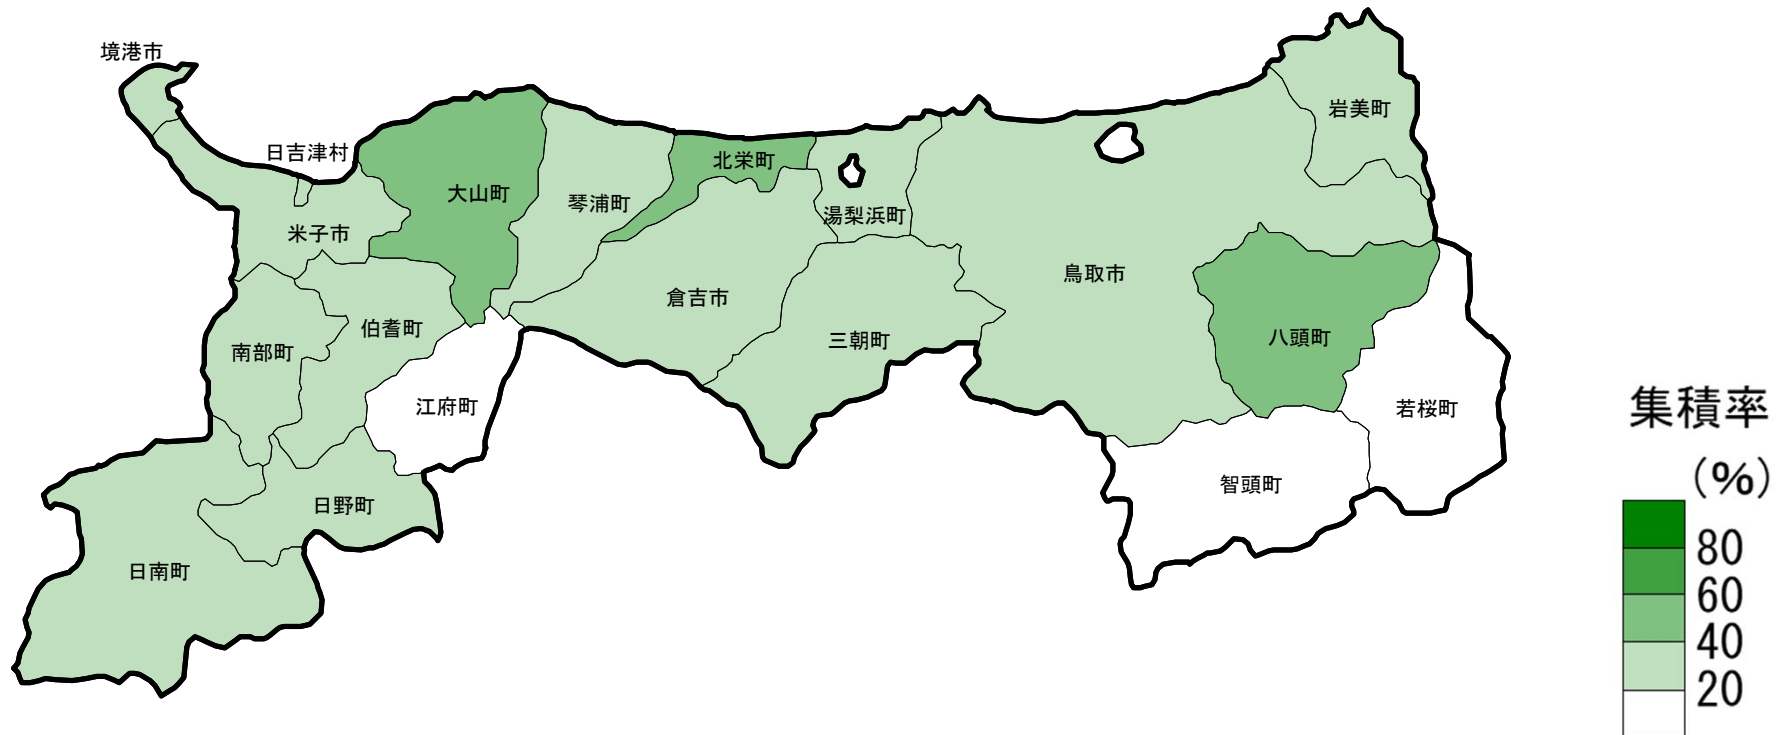 境港市
岩美町
日吉津村
北栄町
大山町
琴浦町
湯梨浜町
米子市
鳥取市
倉吉市
伯耆町
八頭町
三朝町
南部町
江府町
若桜町
集積率
(%)
智頭町
日野町
80
日南町
60
40
20